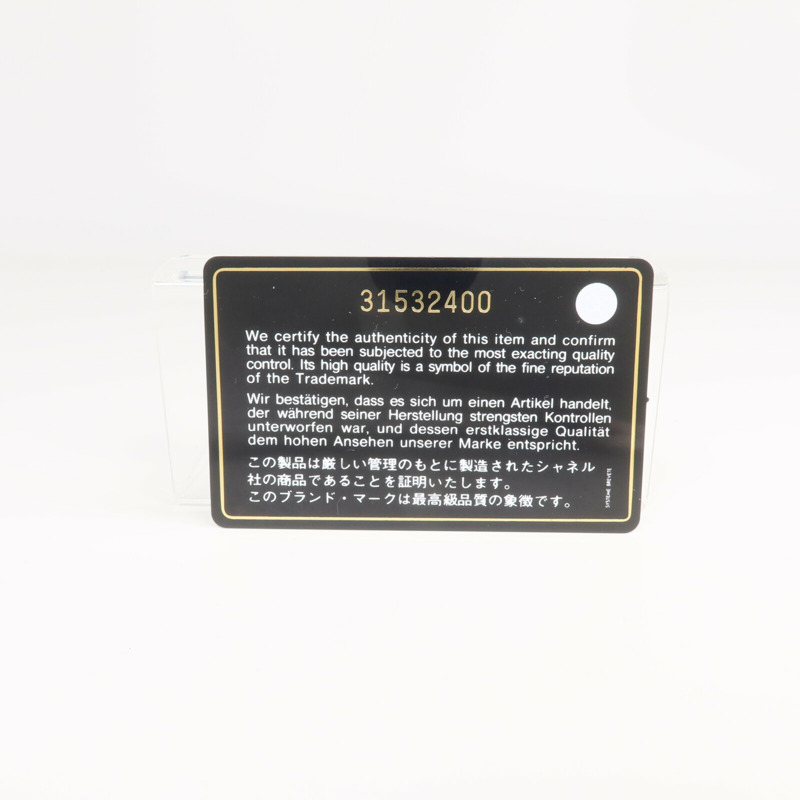 31532400
We certify the authenticity of this item and confirm
that it has been subjected to the most exacting quality
control. Its high quality is a symbol of the fine reputation
of the Trademark.
Wir bestätigen, dass es sich um einen Artikel handelt,
der während seiner Herstellung strengsten Kontrollen
unterworfen war, und dessen erstklassige Qualität
dem hohen Ansehen unserer Marke entspricht.
この製品は厳しい管理のもとに製造されたシャネル
社の商品であることを証明いたします。
このブランド・マークは最高級品質の象徴です。
SYSTEME BREVETE